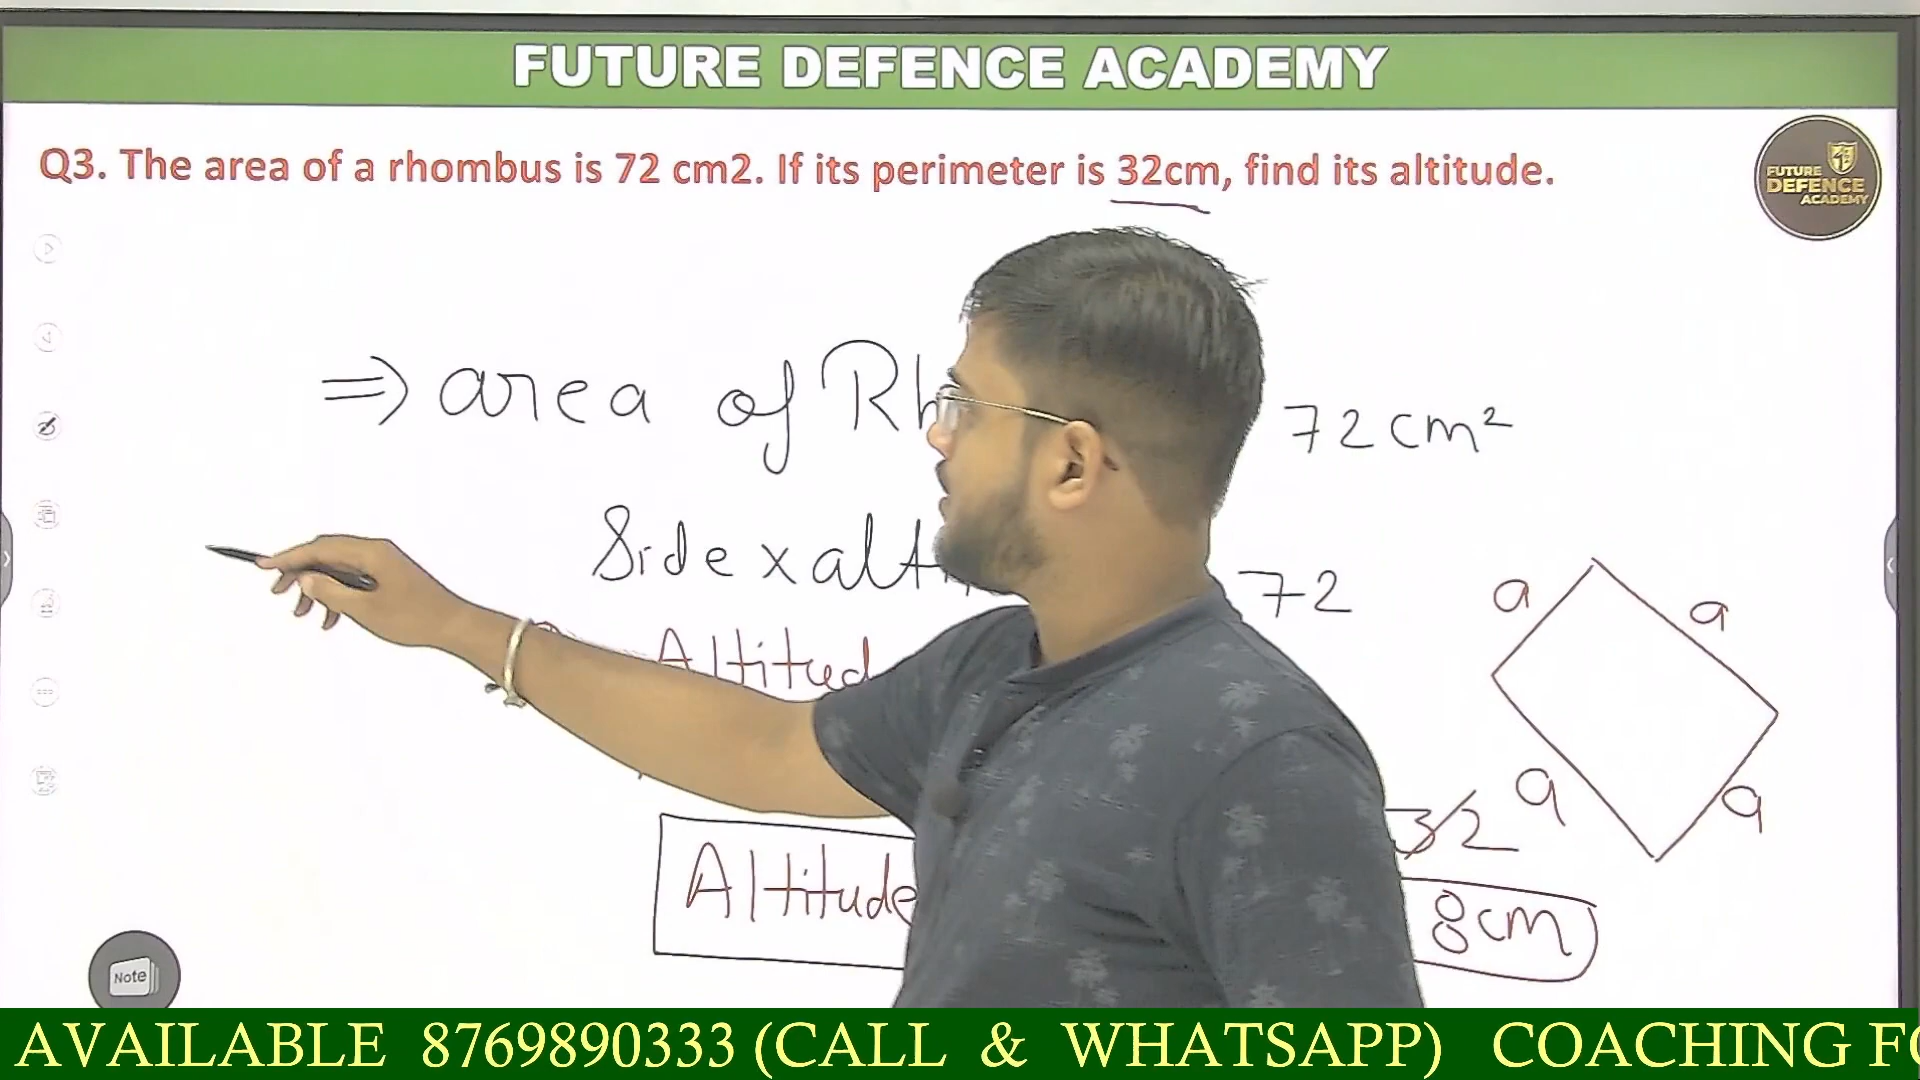 FUTURE DEFENCE ACADEMY
Q3. The area of a rhombus is 72 cm2. If its perimeter is 32cm, find its altitude.
FUTURE
DEFENCE
ACADEMY
⇒ area of Rh 72 cm²
Side x alt 72
a
a
Altitud
a
a
32
Altitude
8cm
Note
AVAILABLE 8769890333 (CALL & WHATSAPP) COACHING FO